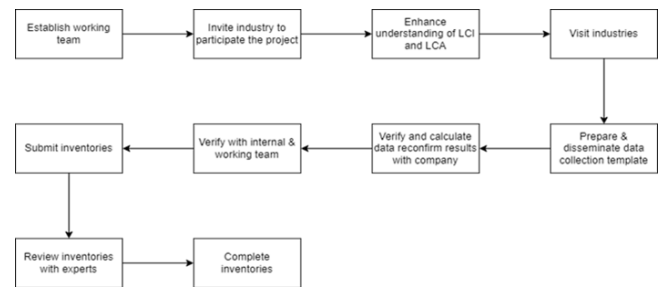 Establish working
team
Invite industry to
participate the project
Enhance
understanding of LCI
and LCA
Visit industries
Prepare &
disseminate data
collection template
Verify and calculate
data reconfirm results
with company
Verify with internal &
working team
Submit inventories
Review inventories
with experts
Complete
inventories